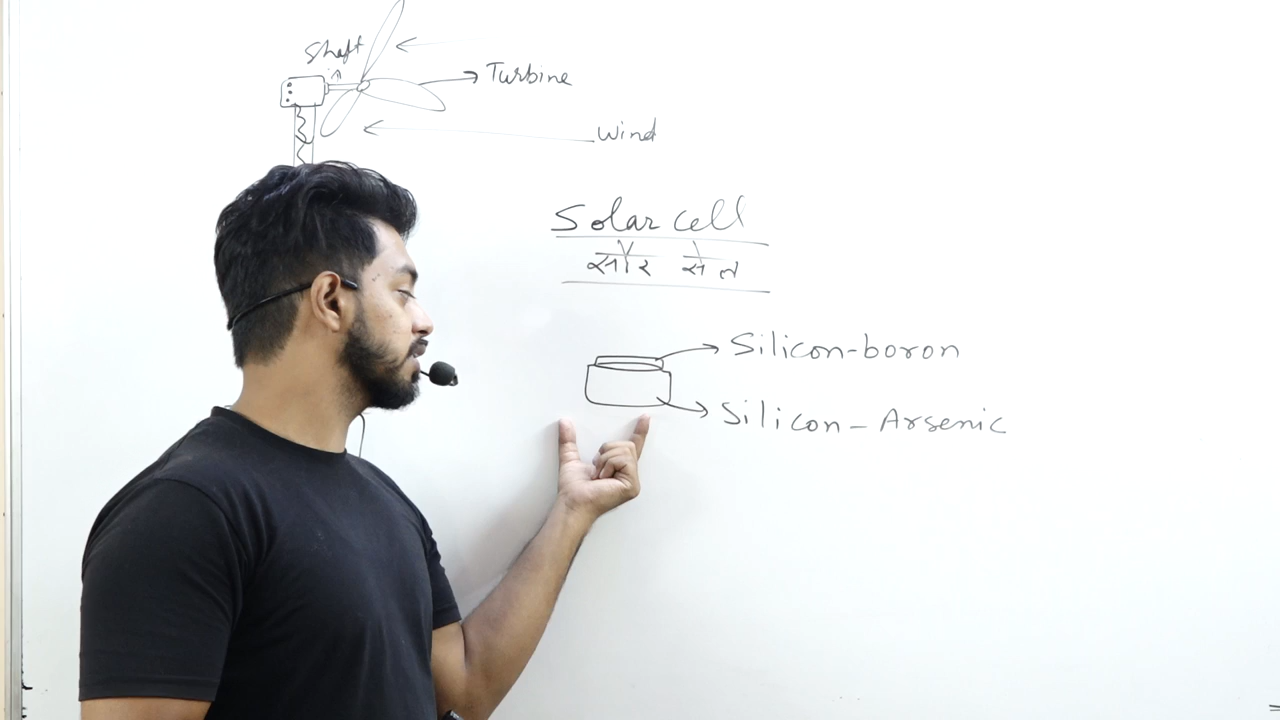 Shaft
Turbine
Wind
Solar cell
सौर सेल
Silicon-boron
Silicon-Arsenic